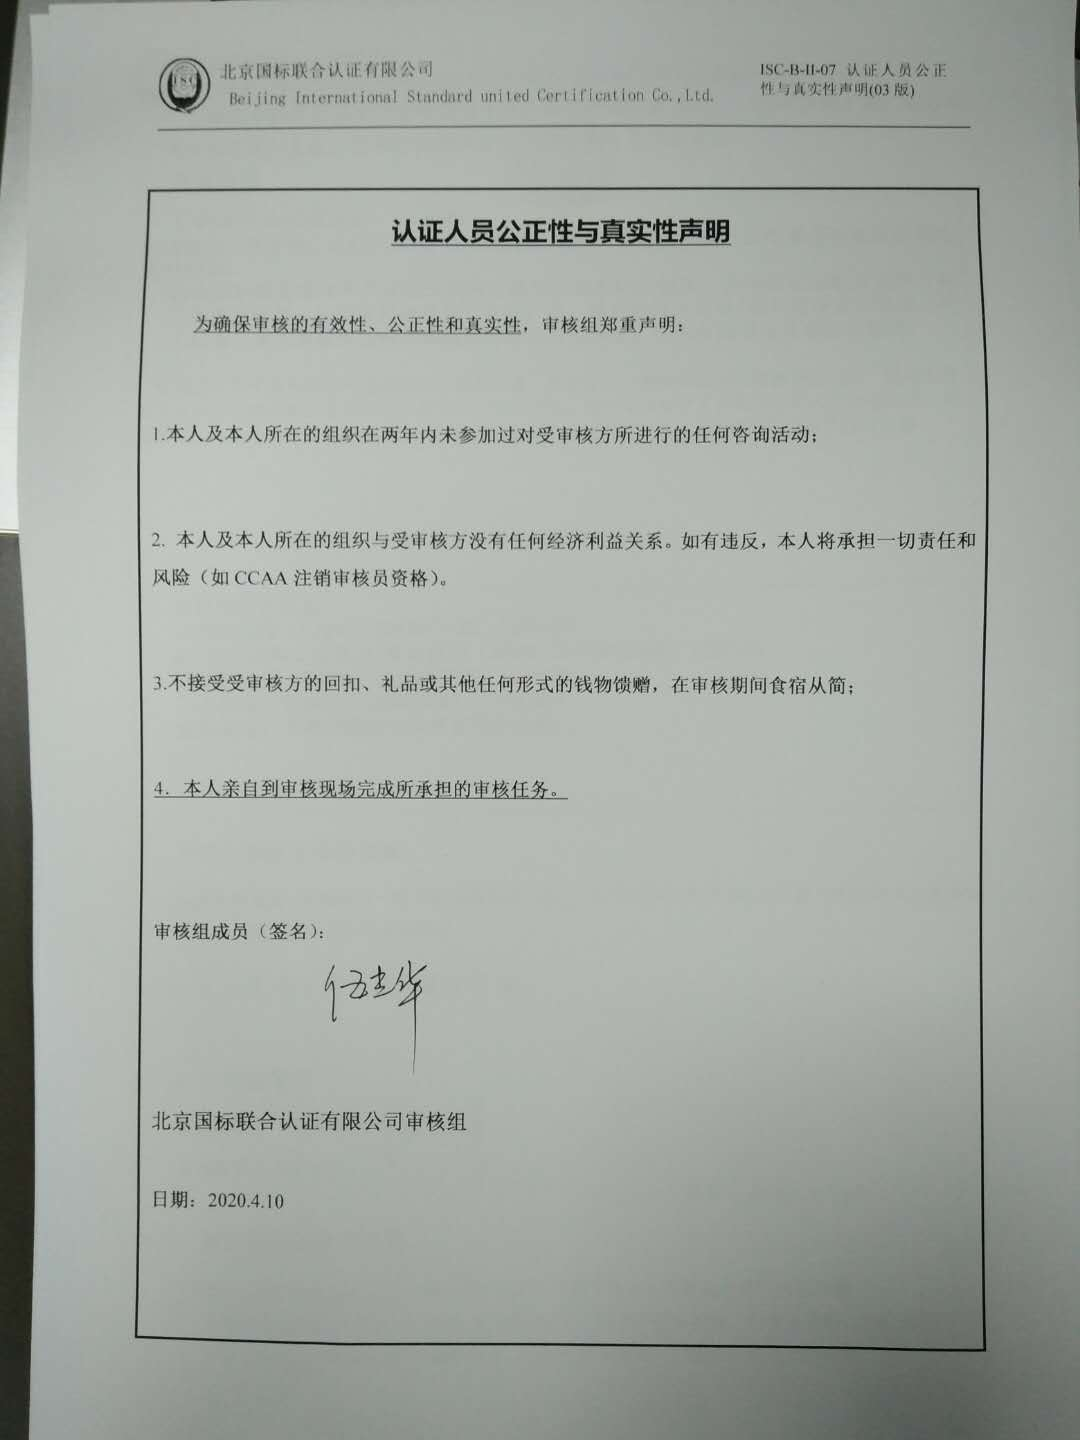 北京国标联合认证有限公司
Beijing International Standard united Certification Co.,Ltd.
ISC-B-II-07 认证人员公正
性与真实性声明(03 版)
ISC
认证人员公正性与真实性声明
为确保审核的有效性、公正性和真实性，审核组郑重声明：
1.本人及本人所在的组织在两年内未参加过对受审核方所进行的任何咨询活动；
2. 本人及本人所在的组织与受审核方没有任何经济利益关系。如有违反，本人将承担一切责任和
风险（如 CCAA 注销审核员资格）。
3.不接受受审核方的回扣、礼品或其他任何形式的钱物馈赠，在审核期间食宿从简；
4．本人亲自到审核现场完成所承担的审核任务。
审核组成员（签名）：
北京国标联合认证有限公司审核组
日期：2020.4.10